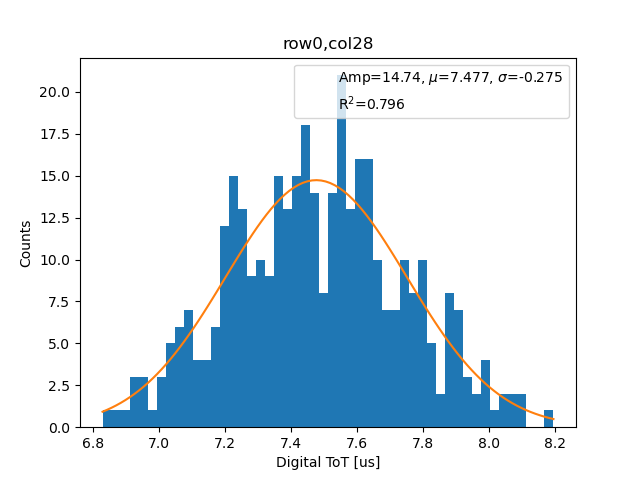 row0,col28
Amp=14.74, μ=7.477, σ=-0.275
R²=0.796
20.0
17.5
15.0
12.5
10.0
7.5
5.0
2.5
0.0
Counts
6.8 7.0 7.2 7.4 7.6 7.8 8.0 8.2
Digital ToT [us]